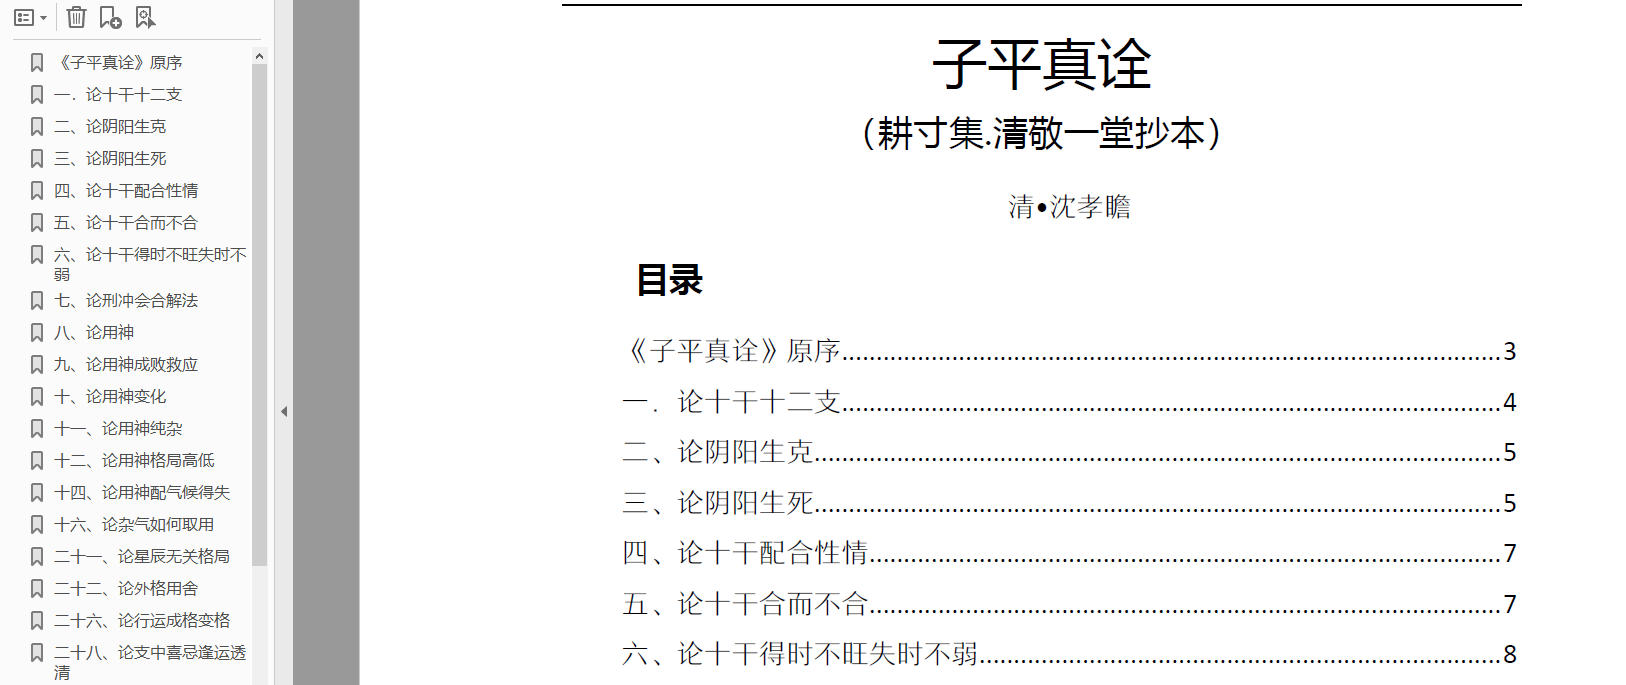 《子平真诠》原序
一．论十干十二支
二、论阴阳生克
三、论阴阳生死
四、论十干配合性情
五、论十干合而不合
六、论十干得时不旺失时不
弱
七、论刑冲会合解法
八、论用神
九、论用神成败救应
十、论用神变化
十一、论用神纯杂
十二、论用神格局高低
十四、论用神配气候得失
十六、论杂气如何取用
二十一、论星辰无关格局
二十二、论外格用舍
二十六、论行运成格变格
二十八、论支中喜忌逢运透
清
子平真诠
（耕寸集.清敬一堂抄本）
清•沈孝瞻
目录
《子平真诠》原序........................................3
一．论十干十二支........................................4
二、论阴阳生克........................................5
三、论阴阳生死........................................5
四、论十干配合性情........................................7
五、论十干合而不合........................................7
六、论十干得时不旺失时不弱........................................8